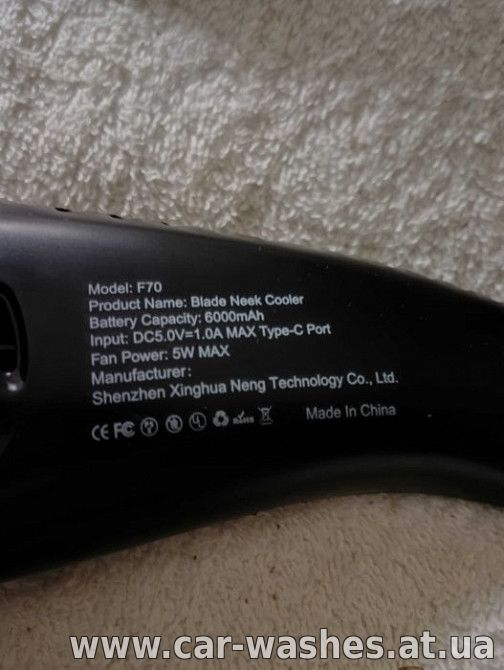 Model: F70
Product Name: Blade Neek Cooler
Battery Capacity: 6000mAh
Input: DC5.0V=1.0A MAX Type-C Port
Fan Power: 5W MAX
Manufacturer:
Shenzhen Xinghua Neng Technology Co., Ltd.
CE FC RoHS Made In China
www.car-washes.at.ua